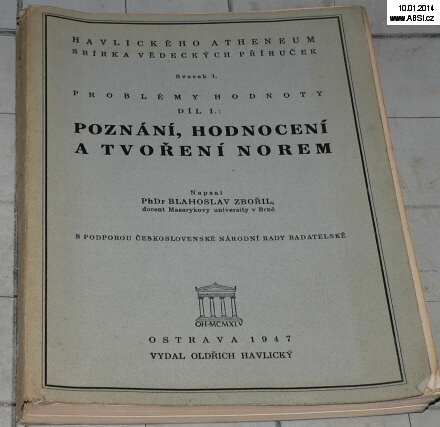 10.01.2014
www.ABSI.cz
HAVLICKÉHO ATHENEUM
SBÍRKA VĚDECKÝCH PŘÍRUČEK
Svazek 1.
PROBLÉMY HODNOTY
DÍL I.:
POZNÁNÍ, HODNOCENÍ
A TVOŘENÍ NOREM
Napsal
PhDr BLAHOSLAV ZBOŘIL,
docent Masarykovy university v Brně
S PODPOROU ČESKOSLOVENSKÉ NÁRODNÍ RADY BADATELSKÉ
OH-MCMXLV
OSTRAVA 1947
VYDAL OLDŘICH HAVLICKÝ